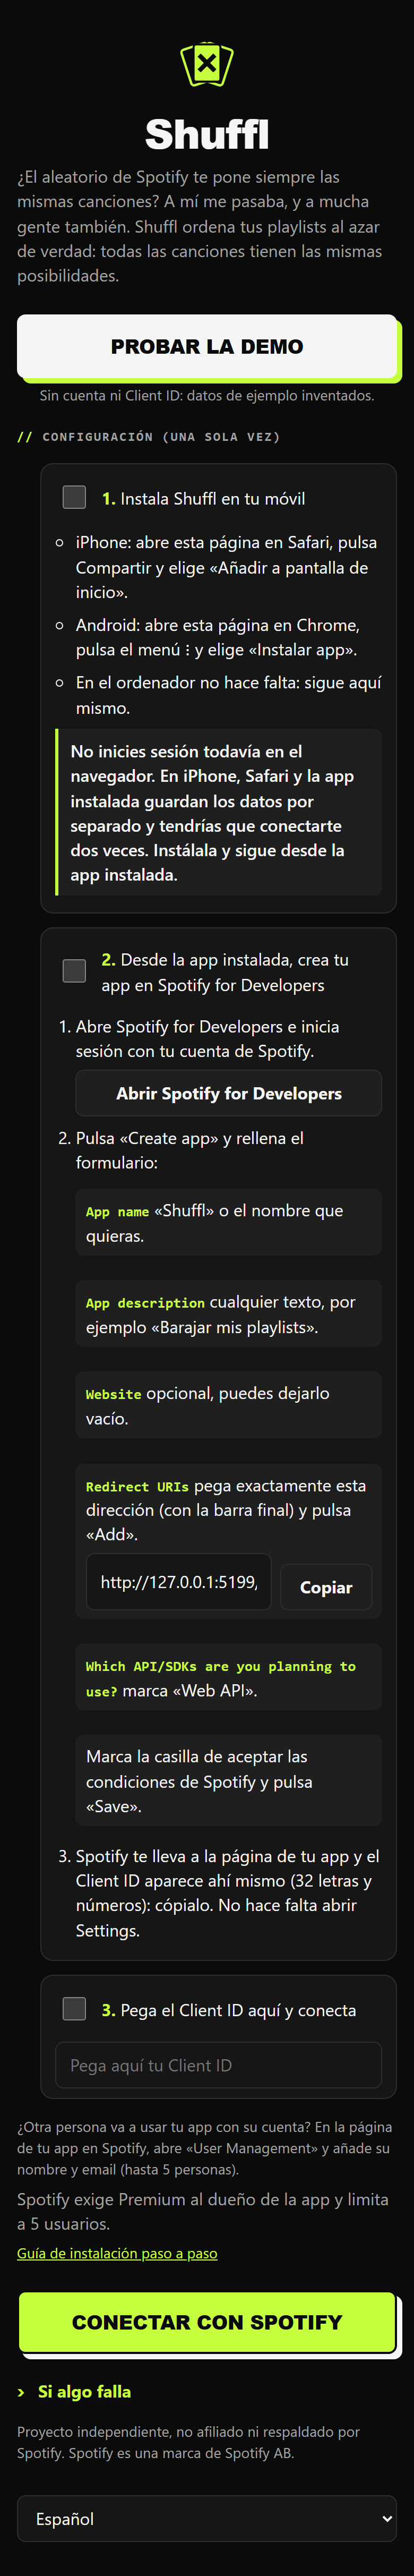 Shuffl
¿El aleatorio de Spotify te pone siempre las
mismas canciones? A mí me pasaba, y a mucha
gente también. Shuffl ordena tus playlists al azar
de verdad: todas las canciones tienen las mismas
posibilidades.
PROBAR LA DEMO
Sin cuenta ni Client ID: datos de ejemplo inventados.
// CONFIGURACIÓN (UNA SOLA VEZ)
1. Instala Shuffl en tu móvil
iPhone: abre esta página en Safari, pulsa
Compartir y elige «Añadir a pantalla de
inicio».
Android: abre esta página en Chrome,
pulsa el menú ⋮ y elige «Instalar app».
En el ordenador no hace falta: sigue aquí
mismo.
No inicies sesión todavía en el
navegador. En iPhone, Safari y la app
instalada guardan los datos por
separado y tendrías que conectarte
dos veces. Instálala y sigue desde la
app instalada.
2. Desde la app instalada, crea tu
app en Spotify for Developers
1. Abre Spotify for Developers e inicia
sesión con tu cuenta de Spotify.
Abrir Spotify for Developers
2. Pulsa «Create app» y rellena el
formulario:
App name «Shuffl» o el nombre que
quieras.
App description cualquier texto, por
ejemplo «Barajar mis playlists».
Website opcional, puedes dejarlo
vacío.
Redirect URIs pega exactamente esta
dirección (con la barra final) y pulsa
«Add».
http://127.0.0.1:5199/
Copiar
Which API/SDKs are you planning to
use? marca «Web API».
Marca la casilla de aceptar las
condiciones de Spotify y pulsa
«Save».
3. Spotify te lleva a la página de tu app y el
Client ID aparece ahí mismo (32 letras y
números): cópialo. No hace falta abrir
Settings.
3. Pega el Client ID aquí y conecta
Pega aquí tu Client ID
¿Otra persona va a usar tu app con su cuenta? En la página
de tu app en Spotify, abre «User Management» y añade su
nombre y email (hasta 5 personas).
Spotify exige Premium al dueño de la app y limita
a 5 usuarios.
Guía de instalación paso a paso
CONECTAR CON SPOTIFY
› Si algo falla
Proyecto independiente, no afiliado ni respaldado por
Spotify. Spotify es una marca de Spotify AB.
Español